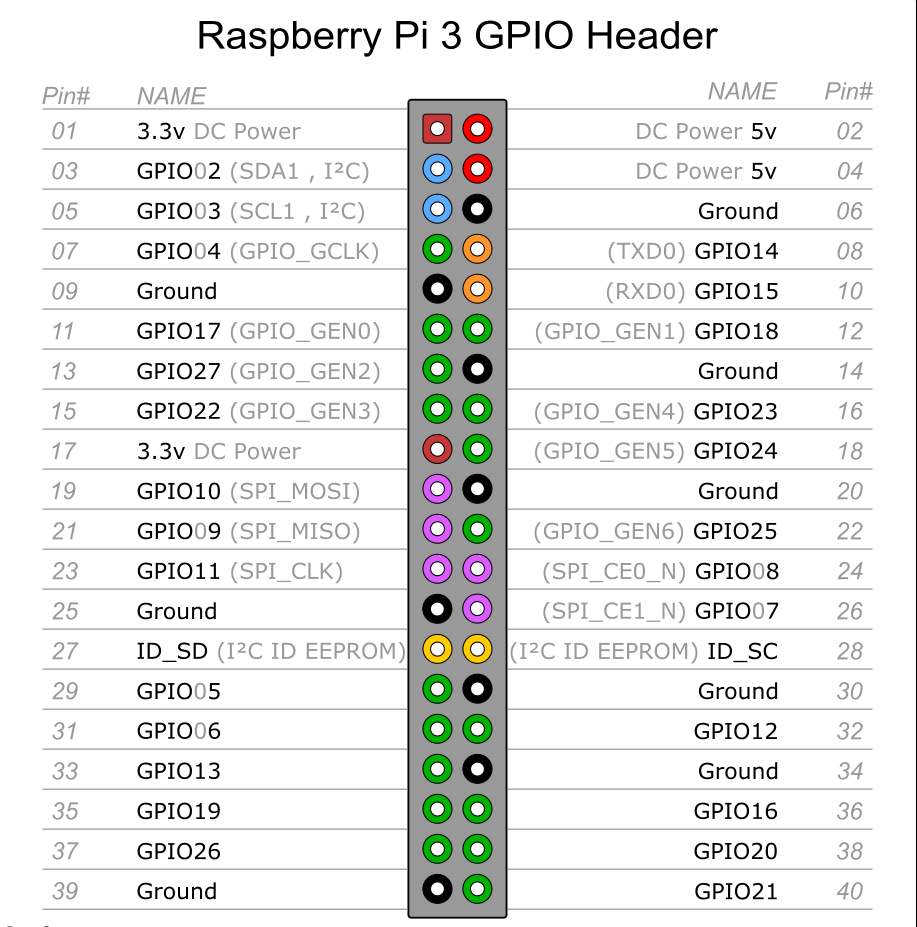 Raspberry Pi 3 GPIO Header
Pin# NAME NAME Pin#
01 3.3v DC Power DC Power 5v 02
03 GPIO02 (SDA1 , I²C) DC Power 5v 04
05 GPIO03 (SCL1 , I²C) Ground 06
07 GPIO04 (GPIO_GCLK) (TXD0) GPIO14 08
09 Ground (RXD0) GPIO15 10
11 GPIO17 (GPIO_GEN0) (GPIO_GEN1) GPIO18 12
13 GPIO27 (GPIO_GEN2) Ground 14
15 GPIO22 (GPIO_GEN3) (GPIO_GEN4) GPIO23 16
17 3.3v DC Power (GPIO_GEN5) GPIO24 18
19 GPIO10 (SPI_MOSI) Ground 20
21 GPIO09 (SPI_MISO) (GPIO_GEN6) GPIO25 22
23 GPIO11 (SPI_CLK) (SPI_CE0_N) GPIO08 24
25 Ground (SPI_CE1_N) GPIO07 26
27 ID_SD (I²C ID EEPROM) (I²C ID EEPROM) ID_SC 28
29 GPIO05 Ground 30
31 GPIO06 GPIO12 32
33 GPIO13 Ground 34
35 GPIO19 GPIO16 36
37 GPIO26 GPIO20 38
39 Ground GPIO21 40